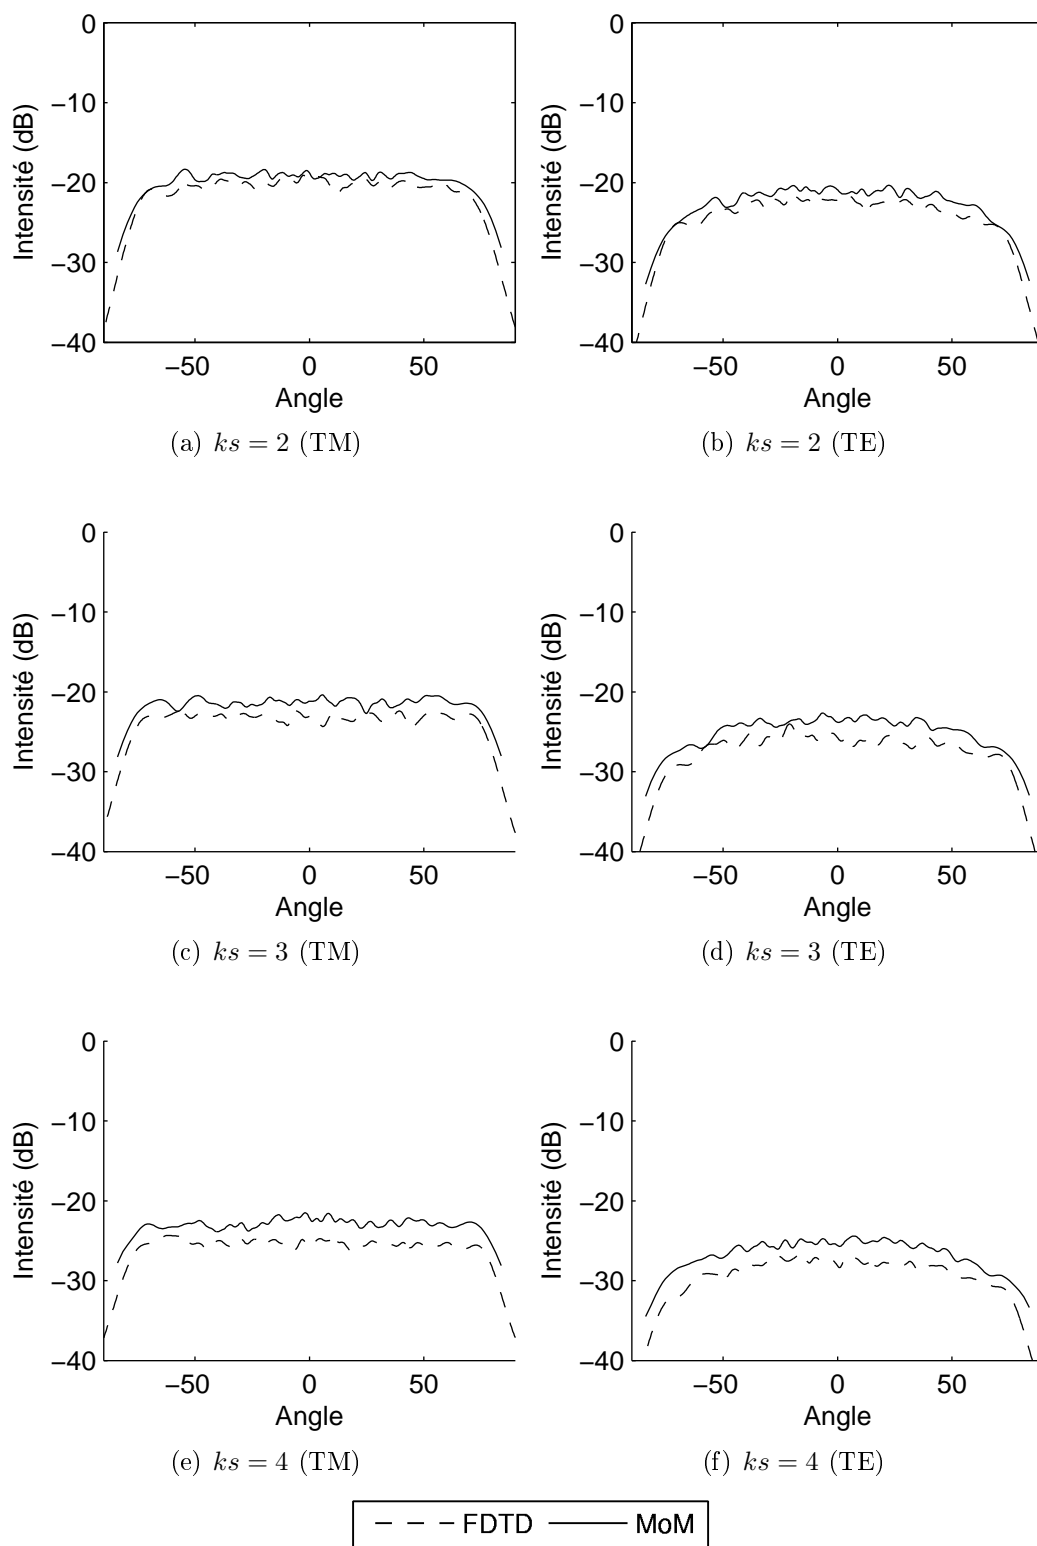 0
−10
−20
−30
−40
Intensité (dB)
−50 0 50
Angle
(a) ks = 2 (TM)
0
−10
−20
−30
−40
Intensité (dB)
−50 0 50
Angle
(b) ks = 2 (TE)
0
−10
−20
−30
−40
Intensité (dB)
−50 0 50
Angle
(c) ks = 3 (TM)
0
−10
−20
−30
−40
Intensité (dB)
−50 0 50
Angle
(d) ks = 3 (TE)
0
−10
−20
−30
−40
Intensité (dB)
−50 0 50
Angle
(e) ks = 4 (TM)
0
−10
−20
−30
−40
Intensité (dB)
−50 0 50
Angle
(f) ks = 4 (TE)
FDTD MoM